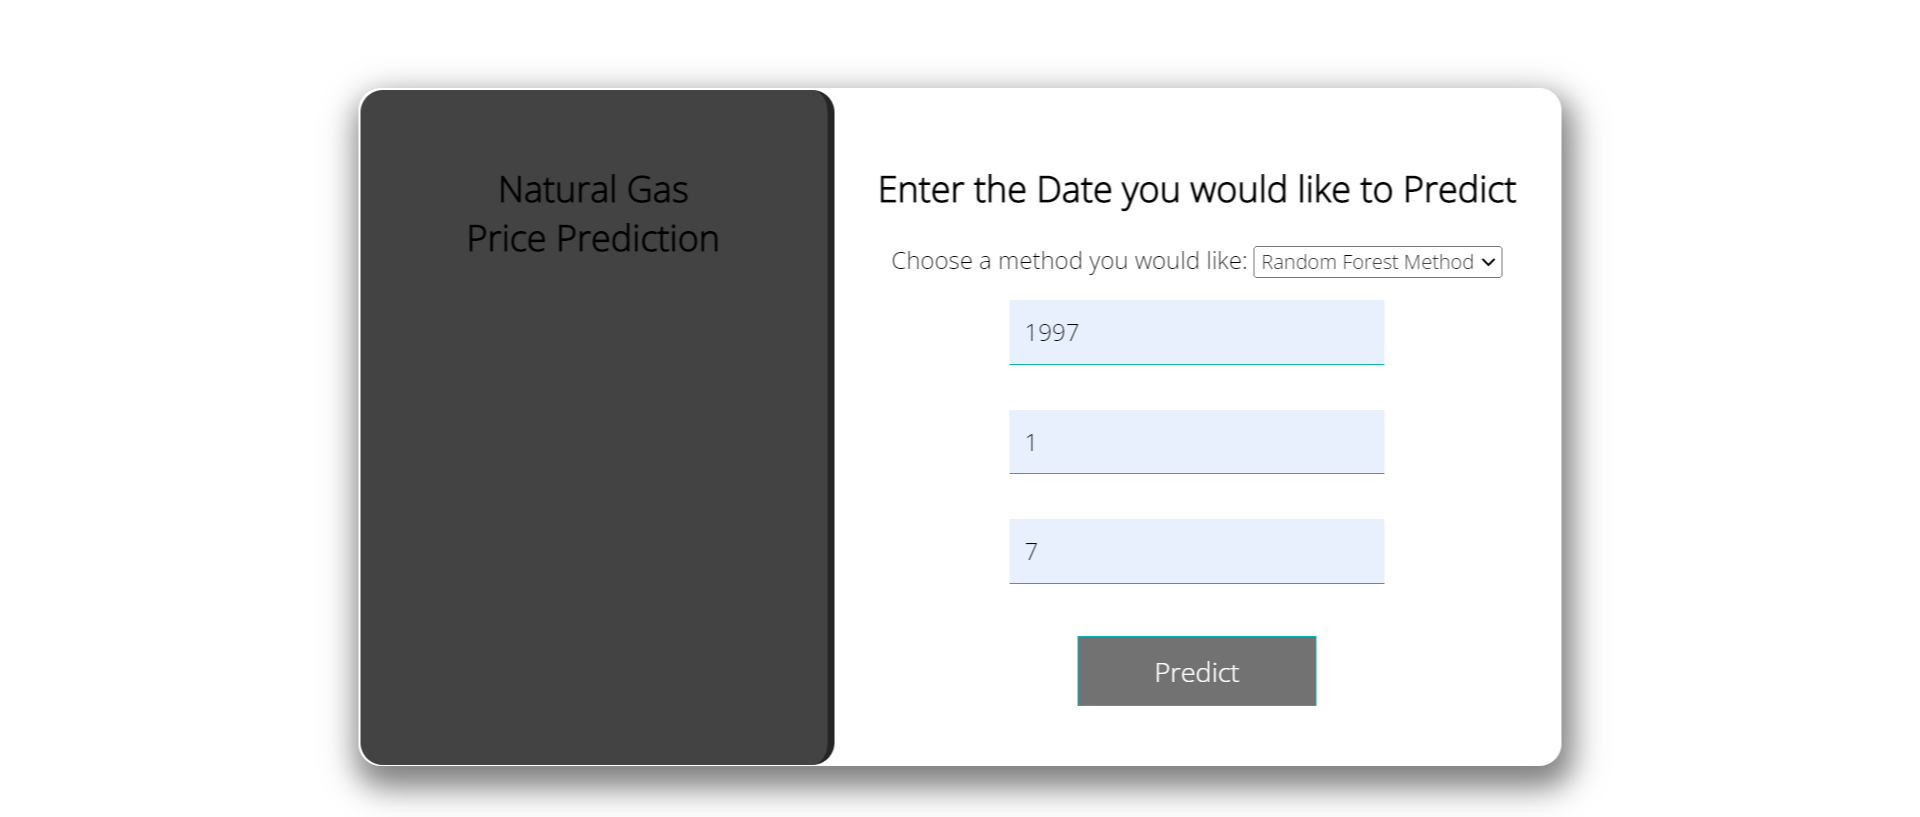 Natural Gas
Price Prediction
Enter the Date you would like to Predict
Choose a method you would like: Random Forest Method
1997
1
7
Predict